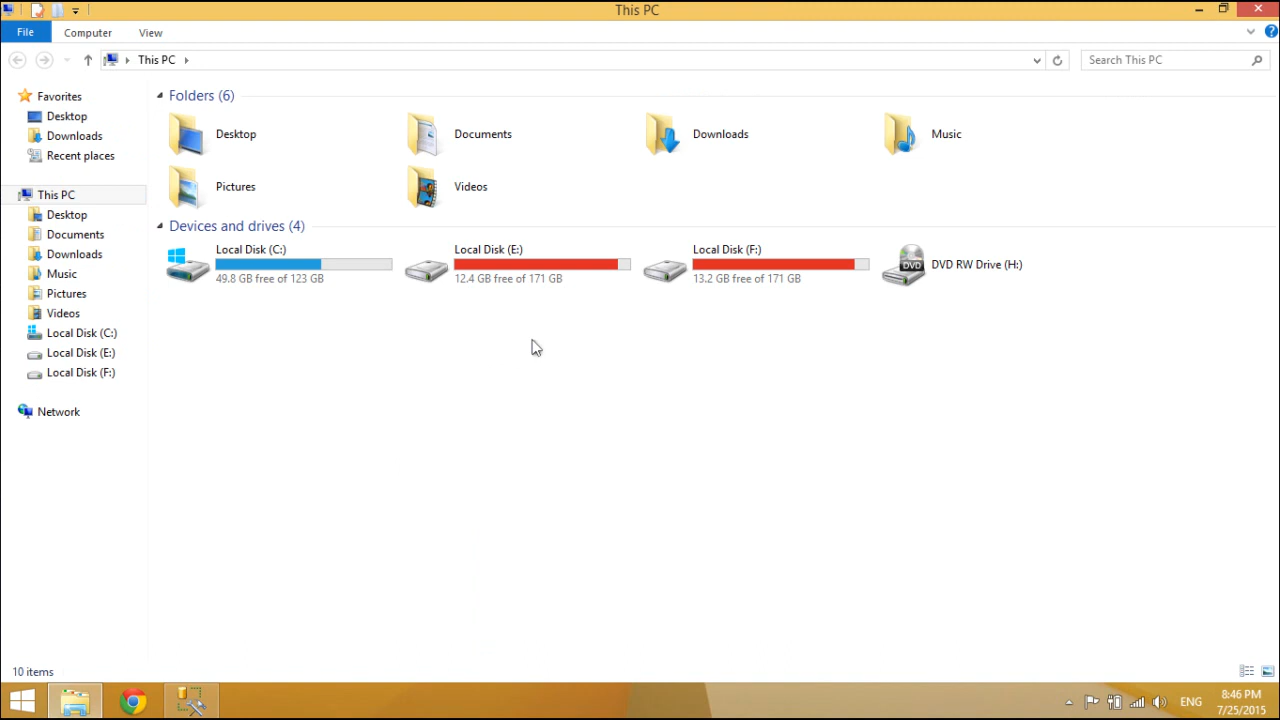 This PC
File Computer View
This PC Search This PC
Favorites
Desktop
Downloads
Recent places
This PC
Desktop
Documents
Downloads
Music
Pictures
Videos
Local Disk (C:)
Local Disk (E:)
Local Disk (F:)
Network
Folders (6)
Desktop Documents Downloads Music
Pictures Videos
Devices and drives (4)
Local Disk (C:)
49.8 GB free of 123 GB
Local Disk (E:)
12.4 GB free of 171 GB
Local Disk (F:)
13.2 GB free of 171 GB
DVD
DVD RW Drive (H:)
10 items
ENG
8:46 PM
7/25/2015